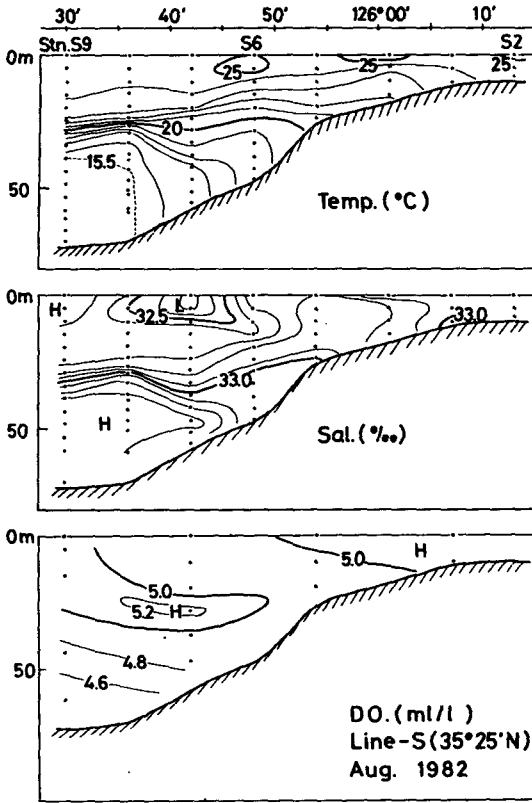 30' 40' 50' 126°00' 10'
Stn.S9 S6 S2
0m
25 25 25
20
15.5
50
Temp.(°C)
0m
H L
32.5 33.0
33.0
H
50
Sal.(‰)
0m
H
5.0 5.0
5.2 H
4.8
50
4.6
DO.(ml/l)
Line-S(35°25'N)
Aug. 1982